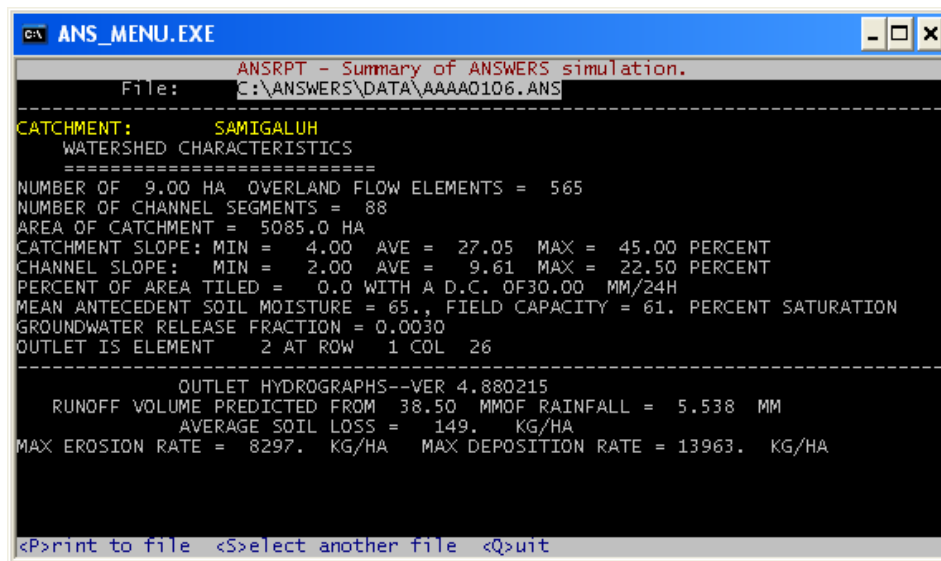 ANS_MENU.EXE
ANSRPT - Summary of ANSWERS simulation.
File: C:\ANSWERS\DATA\AAAA0106.ANS
--------------------------------------------------------------------------------
CATCHMENT: SAMIGALUH
WATERSHED CHARACTERISTICS
============================
NUMBER OF 9.00 HA OVERLAND FLOW ELEMENTS = 565
NUMBER OF CHANNEL SEGMENTS = 88
AREA OF CATCHMENT = 5085.0 HA
CATCHMENT SLOPE: MIN = 4.00 AVE = 27.05 MAX = 45.00 PERCENT
CHANNEL SLOPE: MIN = 2.00 AVE = 9.61 MAX = 22.50 PERCENT
PERCENT OF AREA TILED = 0.0 WITH A D.C. OF30.00 MM/24H
MEAN ANTECEDENT SOIL MOISTURE = 65., FIELD CAPACITY = 61. PERCENT SATURATION
GROUNDWATER RELEASE FRACTION = 0.0030
OUTLET IS ELEMENT 2 AT ROW 1 COL 26
--------------------------------------------------------------------------------
OUTLET HYDROGRAPHS--VER 4.880215
RUNOFF VOLUME PREDICTED FROM 38.50 MMOF RAINFALL = 5.538 MM
AVERAGE SOIL LOSS = 149. KG/HA
MAX EROSION RATE = 8297. KG/HA MAX DEPOSITION RATE = 13963. KG/HA
<P>rint to file <S>elect another file <Q>uit